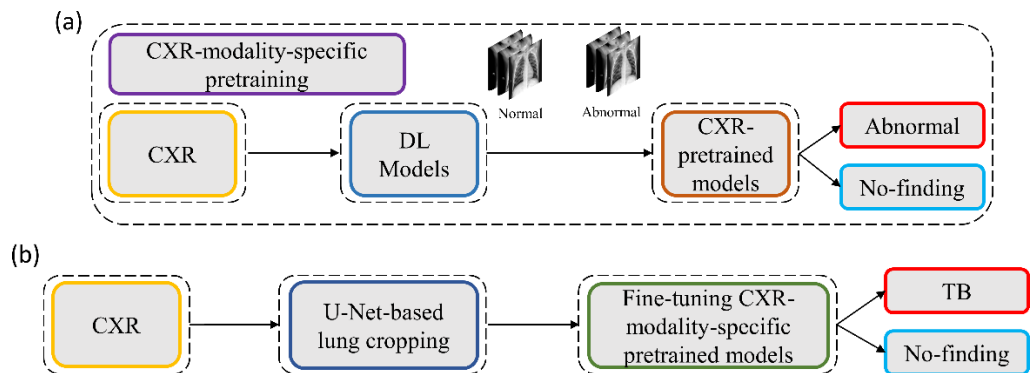 (a)
CXR-modality-specific
pretraining
Normal
Abnormal
CXR
DL
Models
CXR-
pretrained
models
Abnormal
No-finding
(b)
CXR
U-Net-based
lung cropping
Fine-tuning CXR-
modality-specific
pretrained models
TB
No-finding